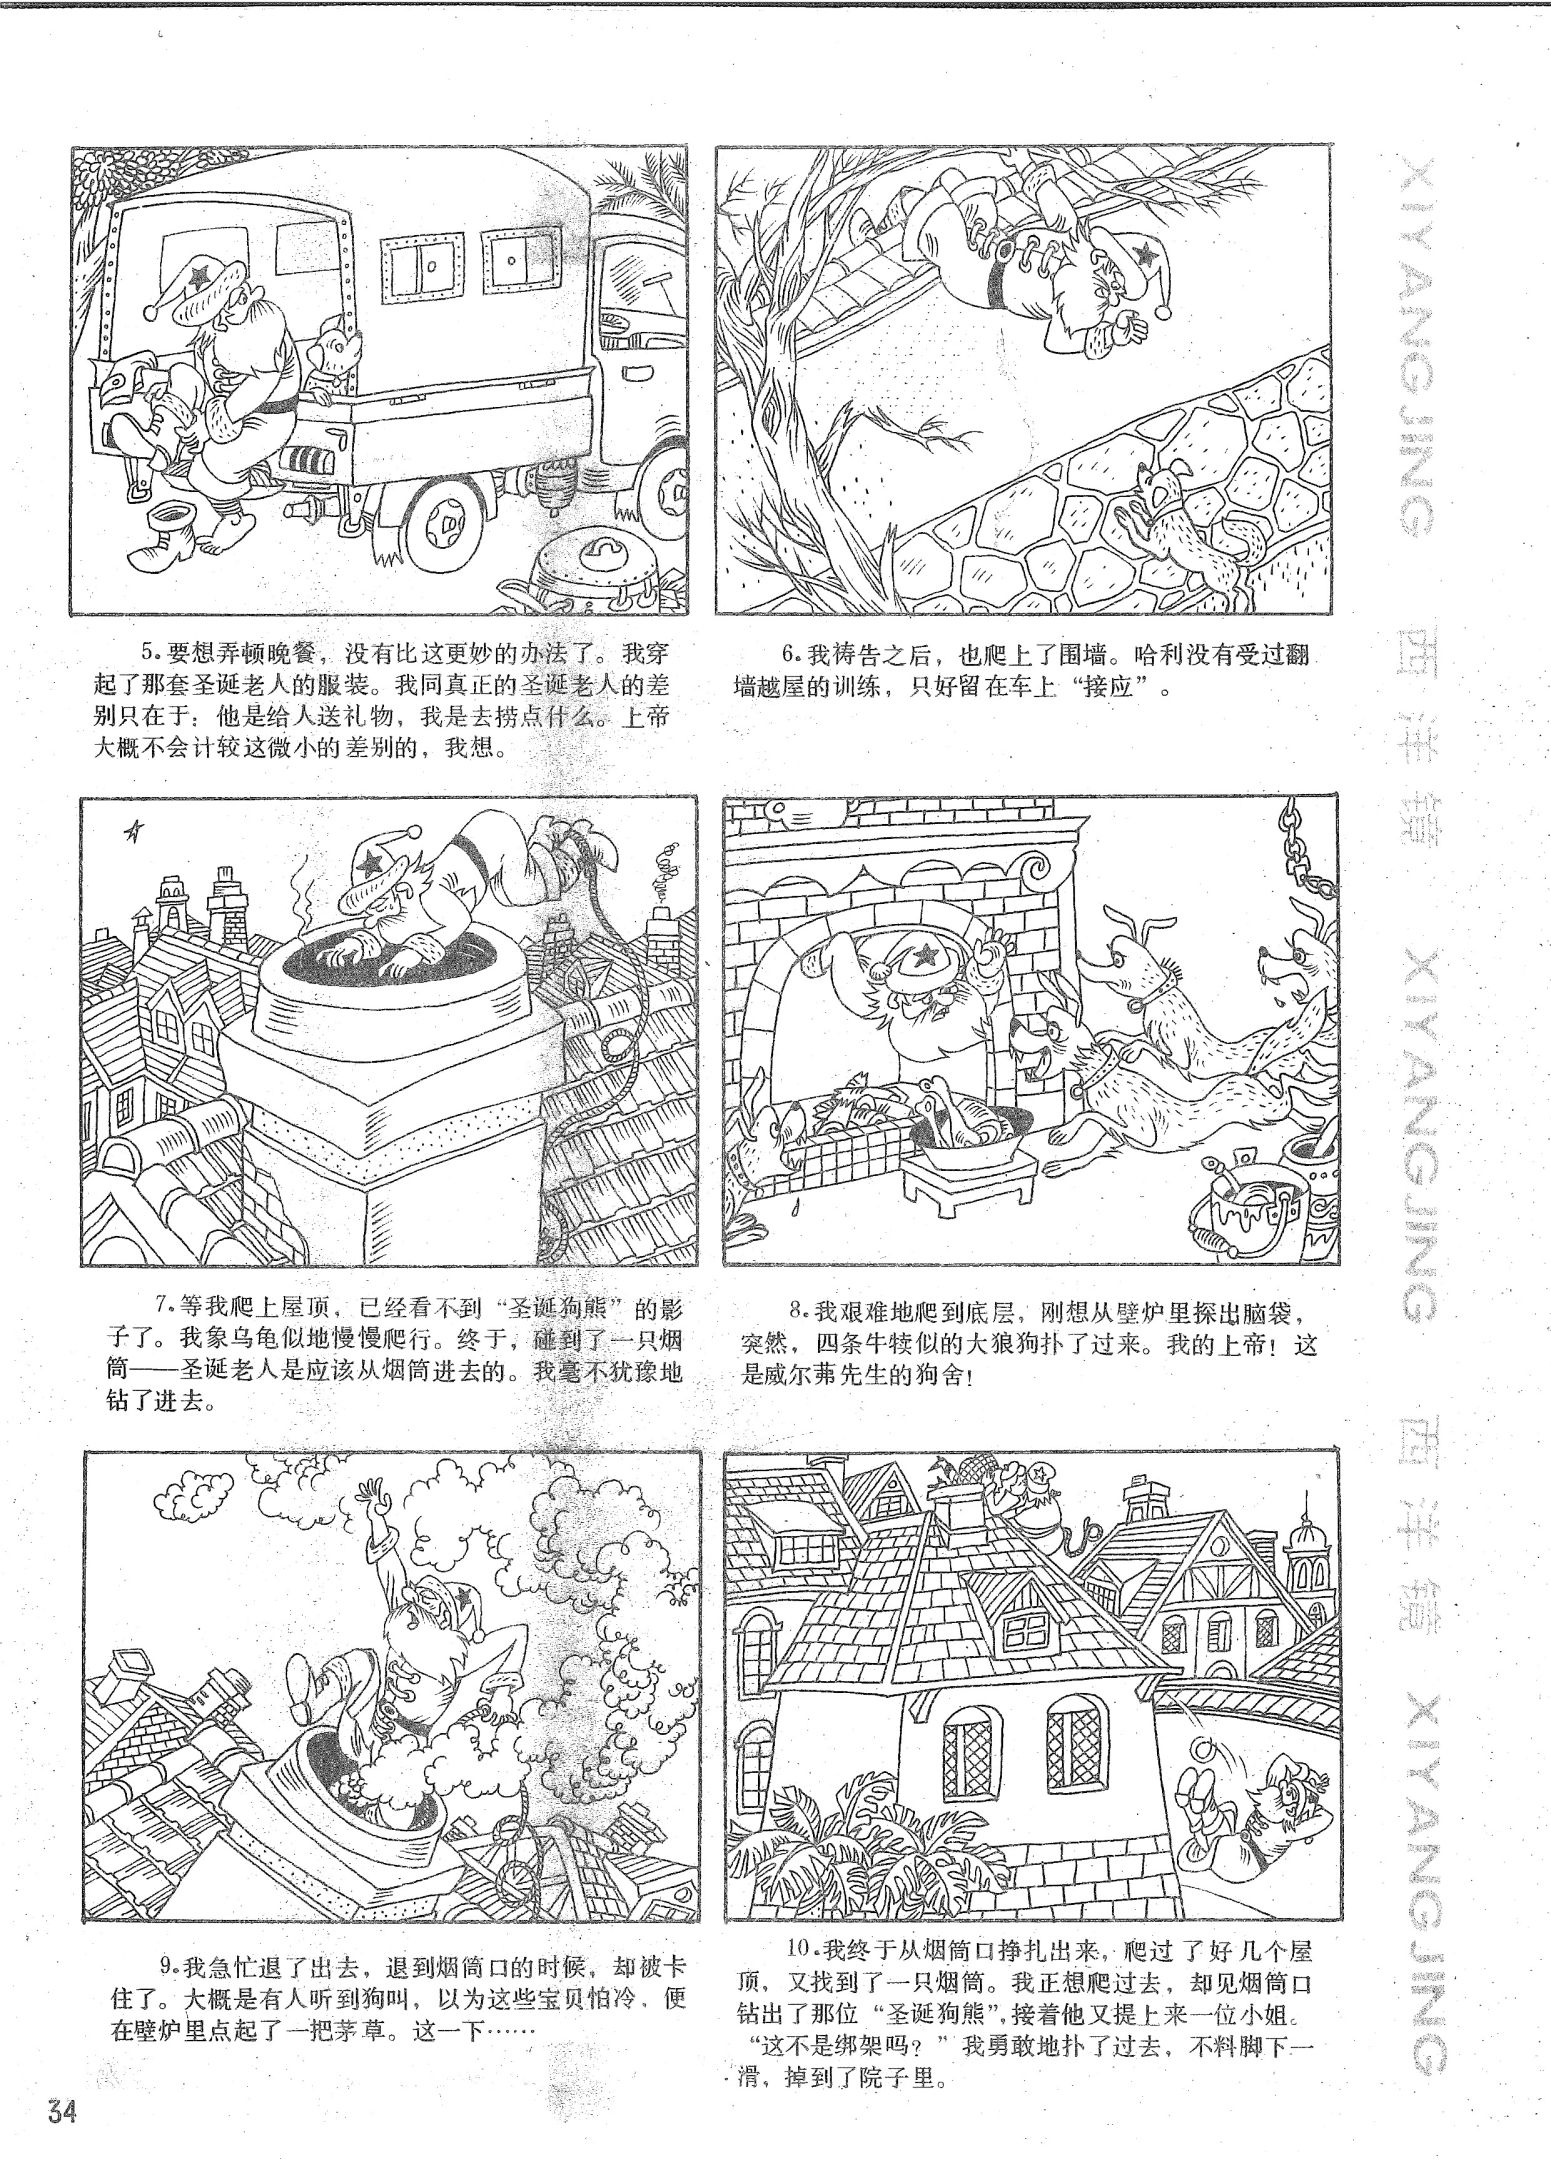 5。要想弄顿晚餐，没有比这更妙的办法了。我穿
起了那套圣诞老人的服装。我同真正的圣诞老人的差
别只在于：他是给人送礼物，我是去捞点什么。上帝
大概不会计较这微小的差别的，我想。
6。我祷告之后，也爬上了围墙。哈利没有受过翻
墙越屋的训练，只好留在车上“接应”。
7。等我爬上屋顶，已经看不到“圣诞狗熊”的影
子了。我象乌龟似地慢慢爬行。终于，碰到了一只烟
筒——圣诞老人是应该从烟筒进去的。我毫不犹豫地
钻了进去。
8。我艰难地爬到底层，刚想从壁炉里探出脑袋，
突然，四条牛犊似的大狼狗扑了过来。我的上帝！这
是威尔茀先生的狗舍！
9。我急忙退了出去，退到烟筒口的时候，却被卡
住了。大概是有人听到狗叫，以为这些宝贝怕冷，便
在壁炉里点起了一把茅草。这一下……
10。我终于从烟筒口挣扎出来，爬过了好几个屋
顶，又找到了一只烟筒。我正想爬过去，却见烟筒口
钻出了那位“圣诞狗熊”，接着他又提上来一位小姐。
“这不是绑架吗？”我勇敢地扑了过去，不料脚下一
滑，掉到了院子里。
XIYANGJING 西洋镜 XIYANGJING 西洋镜 XIYANGJING
34